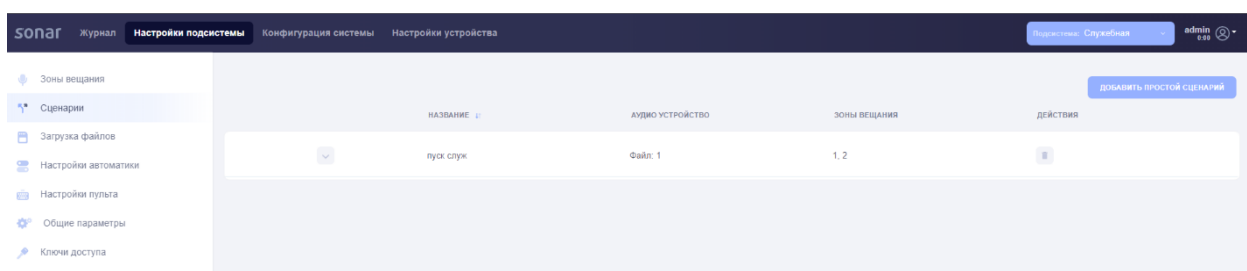 sonar Журнал Настройки подсистемы Конфигурация системы Настройки устройства Подсистема: Служебная admin
0:00
Зоны вещания
ДОБАВИТЬ ПРОСТОЙ СЦЕНАРИЙ
Сценарии
НАЗВАНИЕ АУДИО УСТРОЙСТВО ЗОНЫ ВЕЩАНИЯ ДЕЙСТВИЯ
Загрузка файлов
пуск служ Файл: 1 1, 2
Настройки автоматики
Настройки пульта
Общие параметры
Ключи доступа